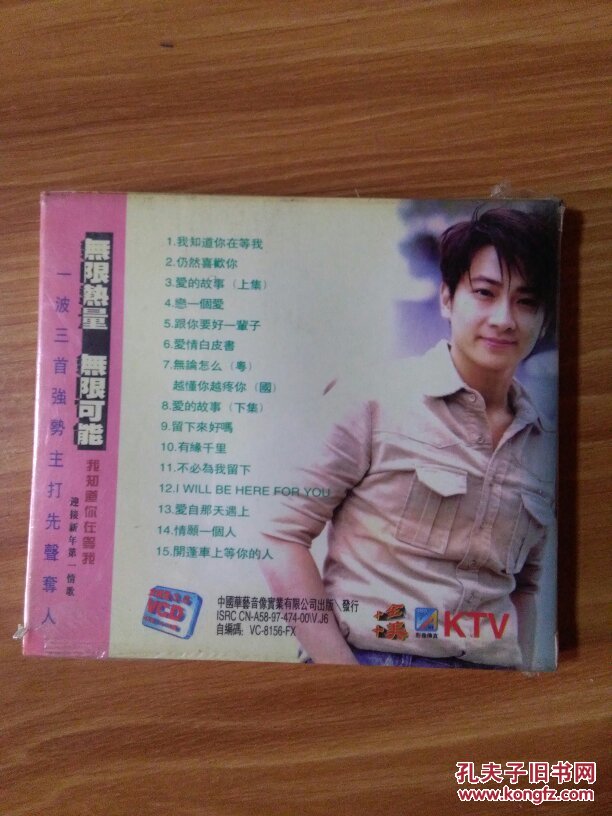 無限熱量 無限可能
我知道你在等我
迎接新年第一情歌
一波三首強勢主打先聲奪人
1.我知道你在等我
2.仍然喜歡你
3.愛的故事(上集)
4.戀一個愛
5.跟你要好一輩子
6.愛情白皮書
7.無論怎么(粵)
越懂你越疼你(國)
8.愛的故事(下集)
9.留下來好嗎
10.有緣千里
11.不必為我留下
12.I WILL BE HERE FOR YOU
13.愛自那天遇上
14.情願一個人
15.開蓬車上等你的人
VCD
中國華藝音像實業有限公司出版\發行
ISRC CN-A58-97-474-00\V.J6
自編碼: VC-8156-FX
KTV
孔夫子旧书网
www.kongfz.com